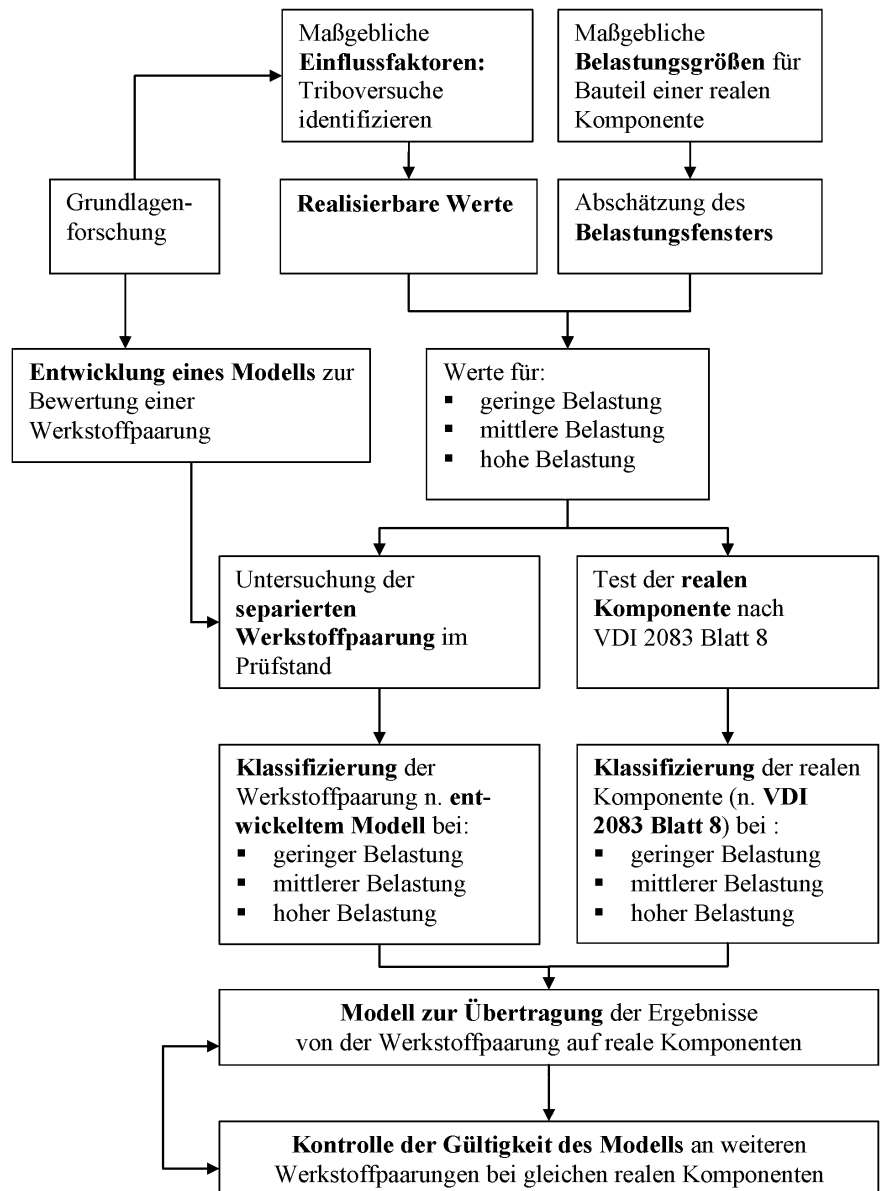 Maßgebliche
Einflussfaktoren:
Triboversuche
identifizieren
Maßgebliche
Belastungsgrößen für
Bauteil einer realen
Komponente
Grundlagen-
forschung
Realisierbare Werte
Abschätzung des
Belastungsfensters
Entwicklung eines Modells zur
Bewertung einer
Werkstoffpaarung
Werte für:
▪ geringe Belastung
▪ mittlere Belastung
▪ hohe Belastung
Untersuchung der
separierten
Werkstoffpaarung im
Prüfstand
Test der realen
Komponente nach
VDI 2083 Blatt 8
Klassifizierung der
Werkstoffpaarung n. ent-
wickeltem Modell bei:
▪ geringer Belastung
▪ mittlerer Belastung
▪ hoher Belastung
Klassifizierung der realen
Komponente (n. VDI
2083 Blatt 8) bei :
▪ geringer Belastung
▪ mittlerer Belastung
▪ hoher Belastung
Modell zur Übertragung der Ergebnisse
von der Werkstoffpaarung auf reale Komponenten
Kontrolle der Gültigkeit des Modells an weiteren
Werkstoffpaarungen bei gleichen realen Komponenten